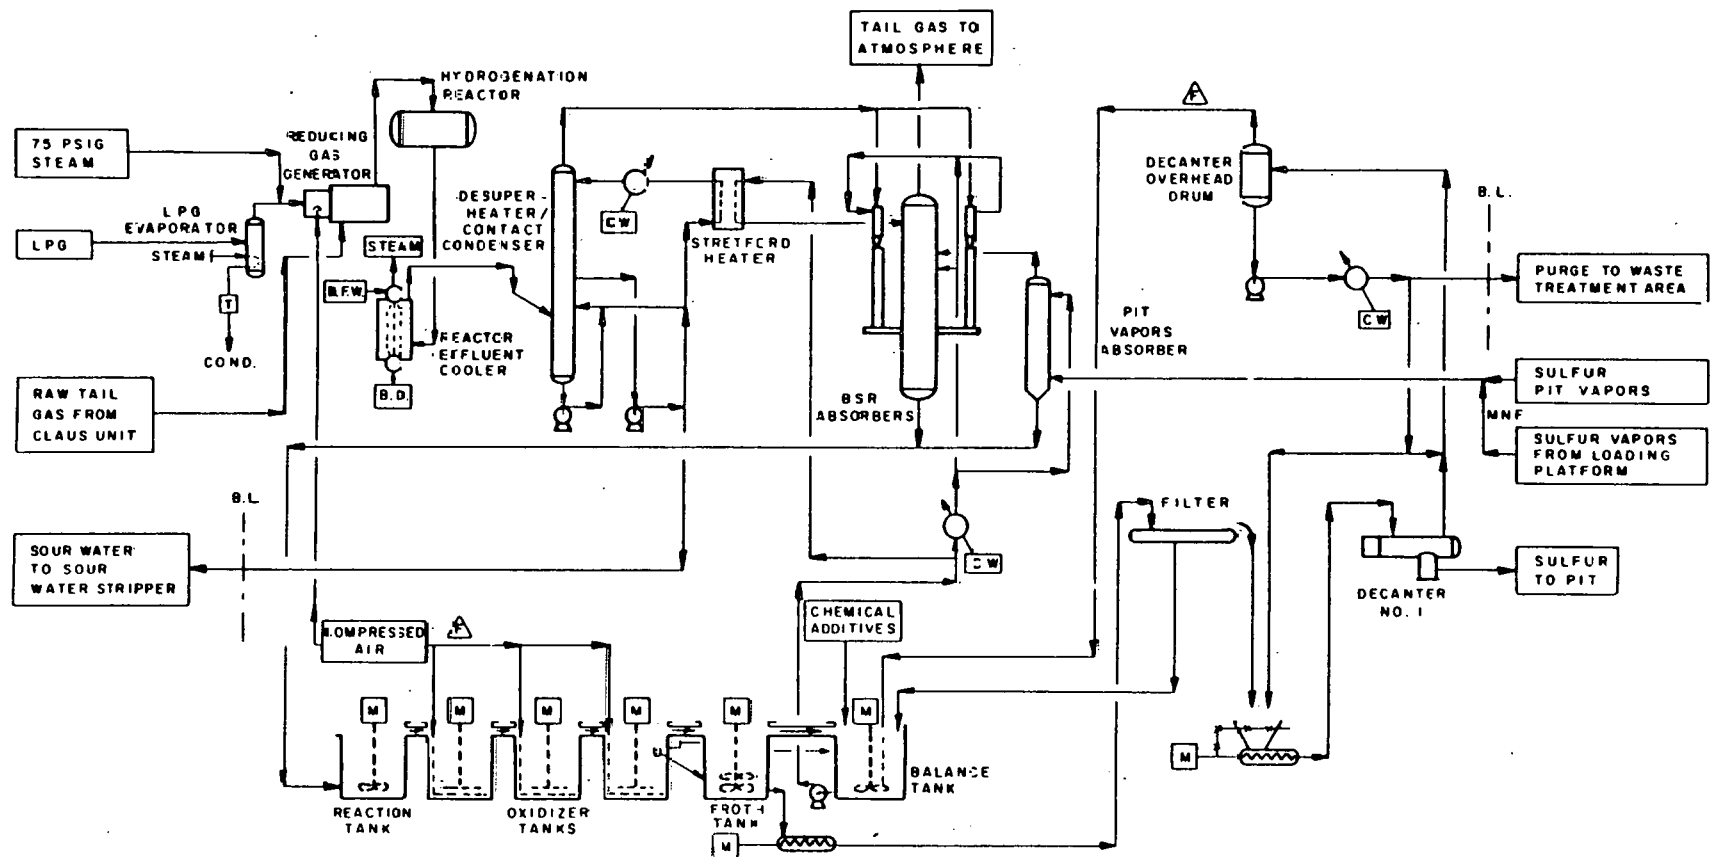 TAIL GAS TO
ATMOSPHERE
HYDROGENATION
REACTOR
75 PSIG
STEAM
REDUCING
GAS
GENERATOR
LPG
EVAPORATOR
LPG
STEAM
T
COND.
RAW TAIL
GAS FROM
CLAUS UNIT
STEAM
B.F.W.
REACTOR
EFFLUENT
COOLER
B.D.
DESUPER-
HEATER/
CONTACT
CONDENSER
CW
STRETFORD
HEATER
BSR
ABSORBERS
PIT
VAPORS
ABSORBER
F
DECANTER
OVERHEAD
DRUM
B.L.
PURGE TO WASTE
TREATMENT AREA
CW
SULFUR
PIT VAPORS
MNF
SULFUR VAPORS
FROM LOADING
PLATFORM
B.L.
SOUR WATER
TO SOUR
WATER STRIPPER
FILTER
CW
SULFUR
TO PIT
DECANTER
NO. 1
CHEMICAL
ADDITIVES
COMPRESSED
AIR
F
M
M
M
M
M
M
M
REACTION
TANK
OXIDIZER
TANKS
FROTH
TANK
BALANCE
TANK
M